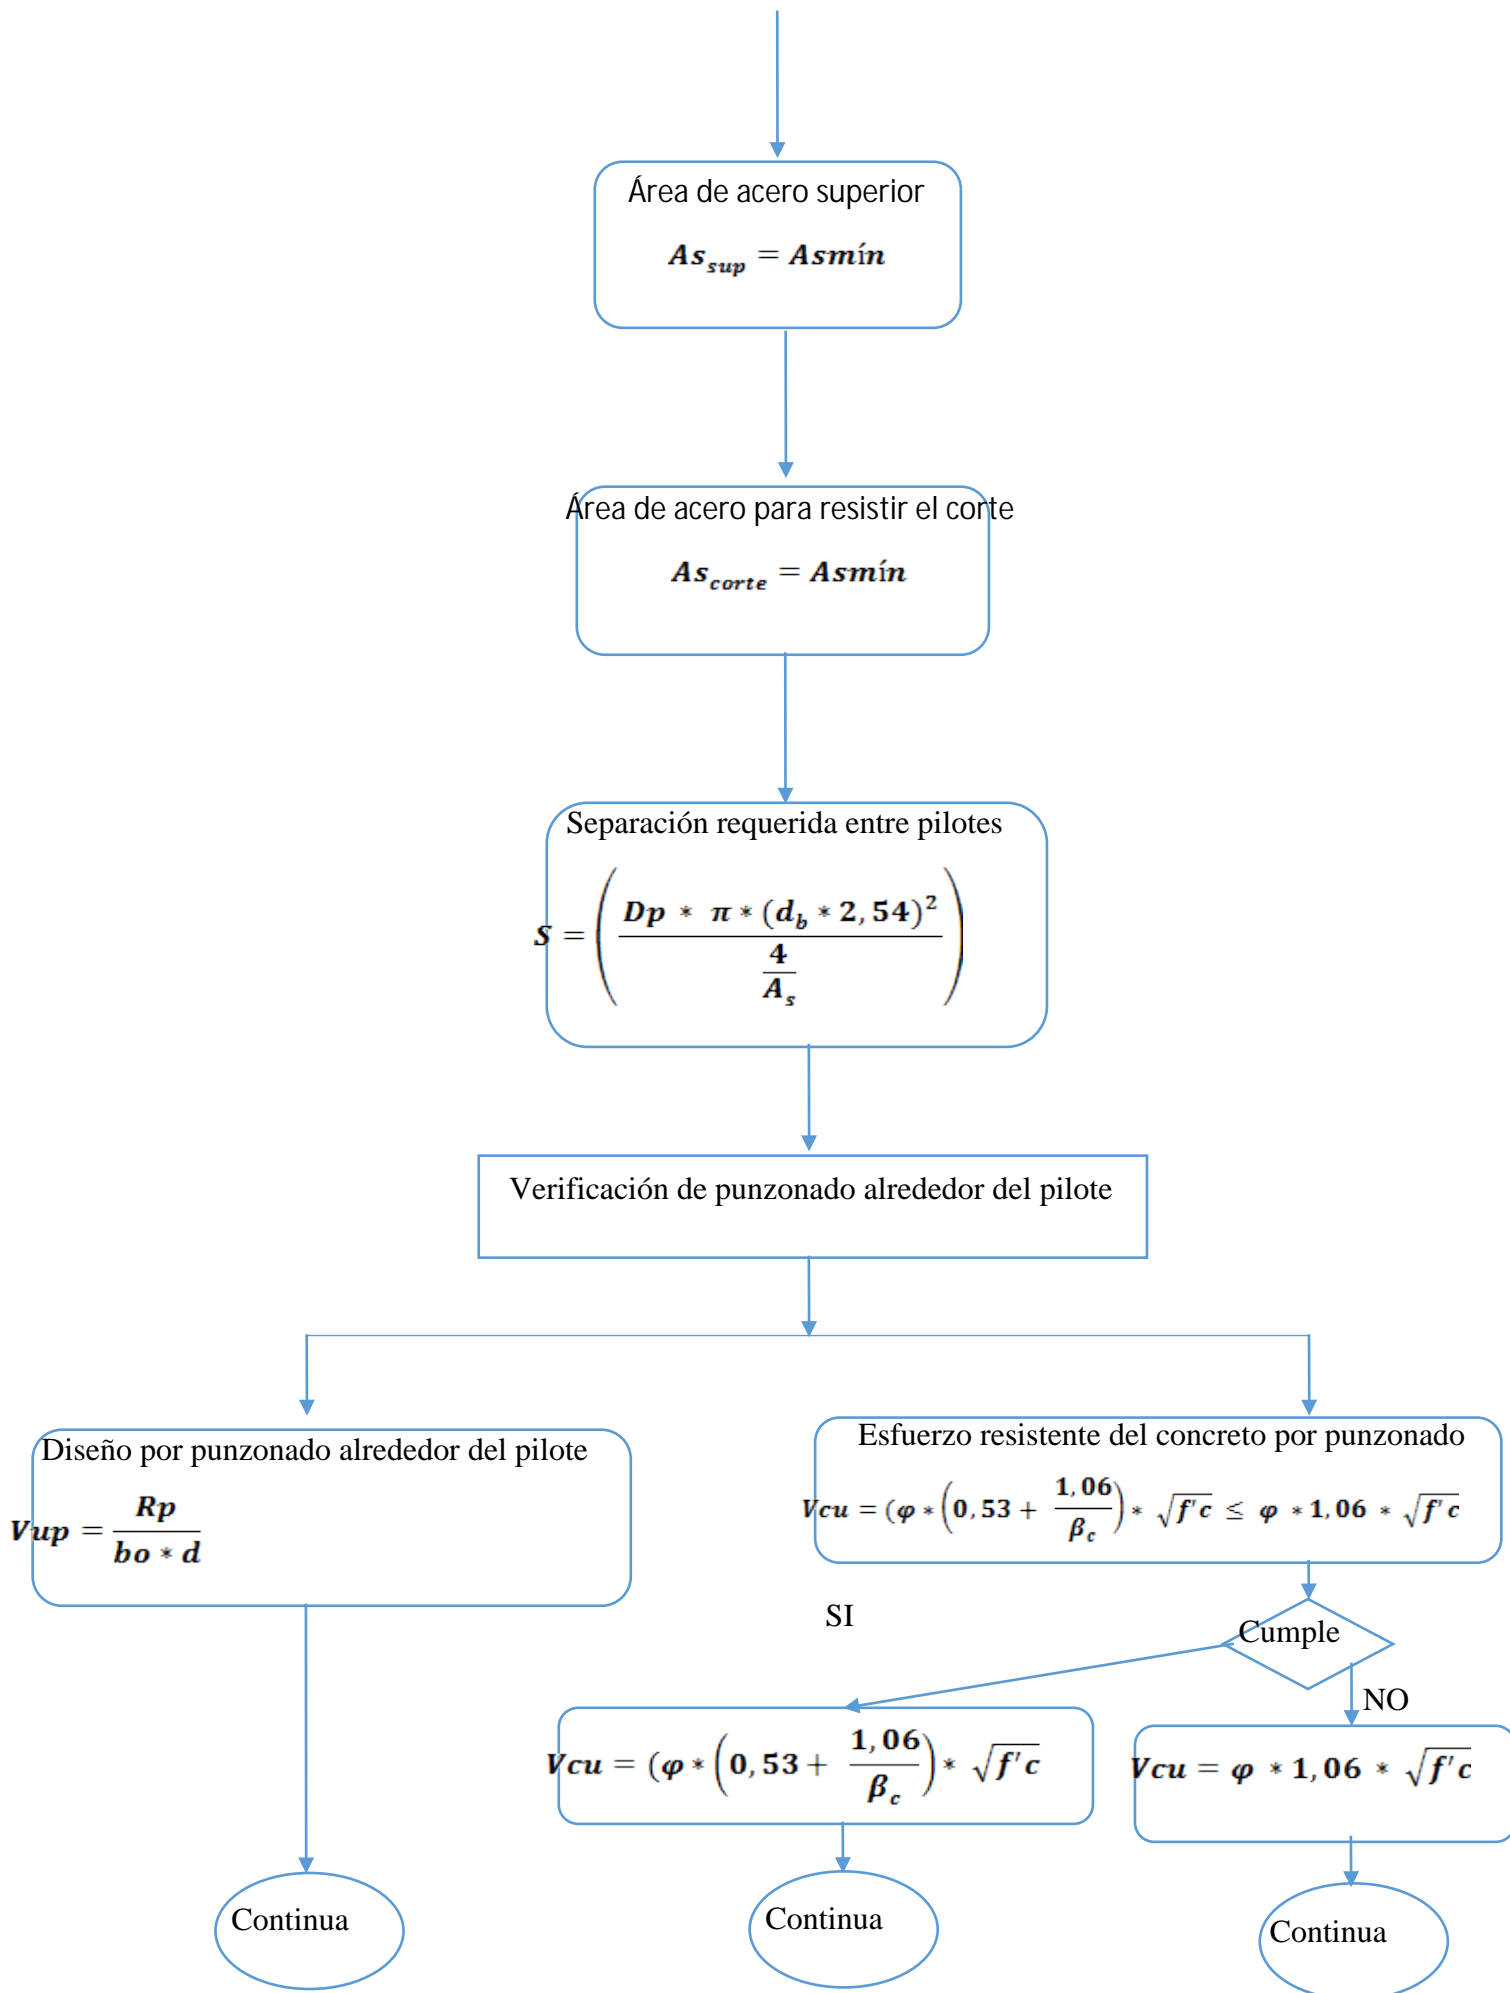 Área de acero superior
As_sup = Asmín
Área de acero para resistir el corte
As_corte = Asmín
Separación requerida entre pilotes
S = ( (Dp * π * (d_b * 2,54)^2) / (4 / A_s) )
Verificación de punzonado alrededor del pilote
Diseño por punzonado alrededor del pilote
Vup = Rp / (bo * d)
Esfuerzo resistente del concreto por punzonado
Vcu = (φ * (0,53 + 1,06 / β_c) * √f'c ≤ φ * 1,06 * √f'c
SI
Cumple
NO
Vcu = (φ * (0,53 + 1,06 / β_c) * √f'c
Vcu = φ * 1,06 * √f'c
Continua
Continua
Continua